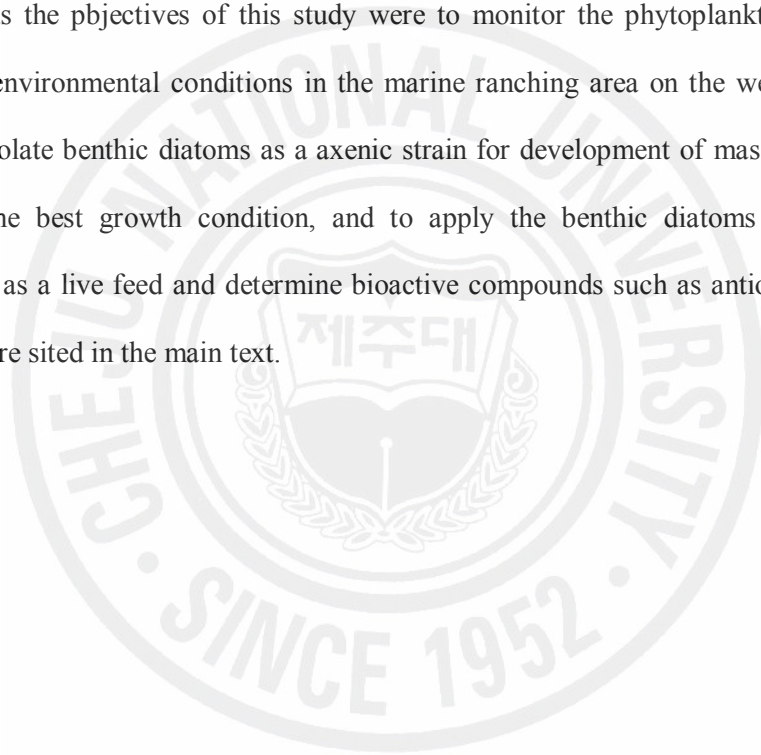 s the pbjectives of this study were to monitor the phytoplankt
environmental conditions in the marine ranching area on the we
olate benthic diatoms as a axenic strain for development of mas
ne best growth condition, and to apply the benthic diatoms
as a live feed and determine bioactive compounds such as antio
re sited in the main text.
CHEJU NATIONAL UNIVERSITY
제주대
SINCE 1952